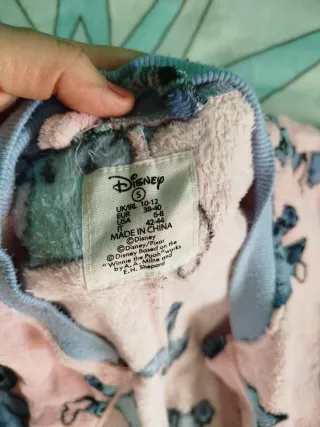 Disney
S
UK/IRL 10-12
EUR 38-40
USA 6-8
IT 42-44
MADE IN CHINA
©Disney
©Disney/Pixar
©Disney Based on the
"Winnie the Pooh" works
by A. A. Milne and
E.H. Shepard